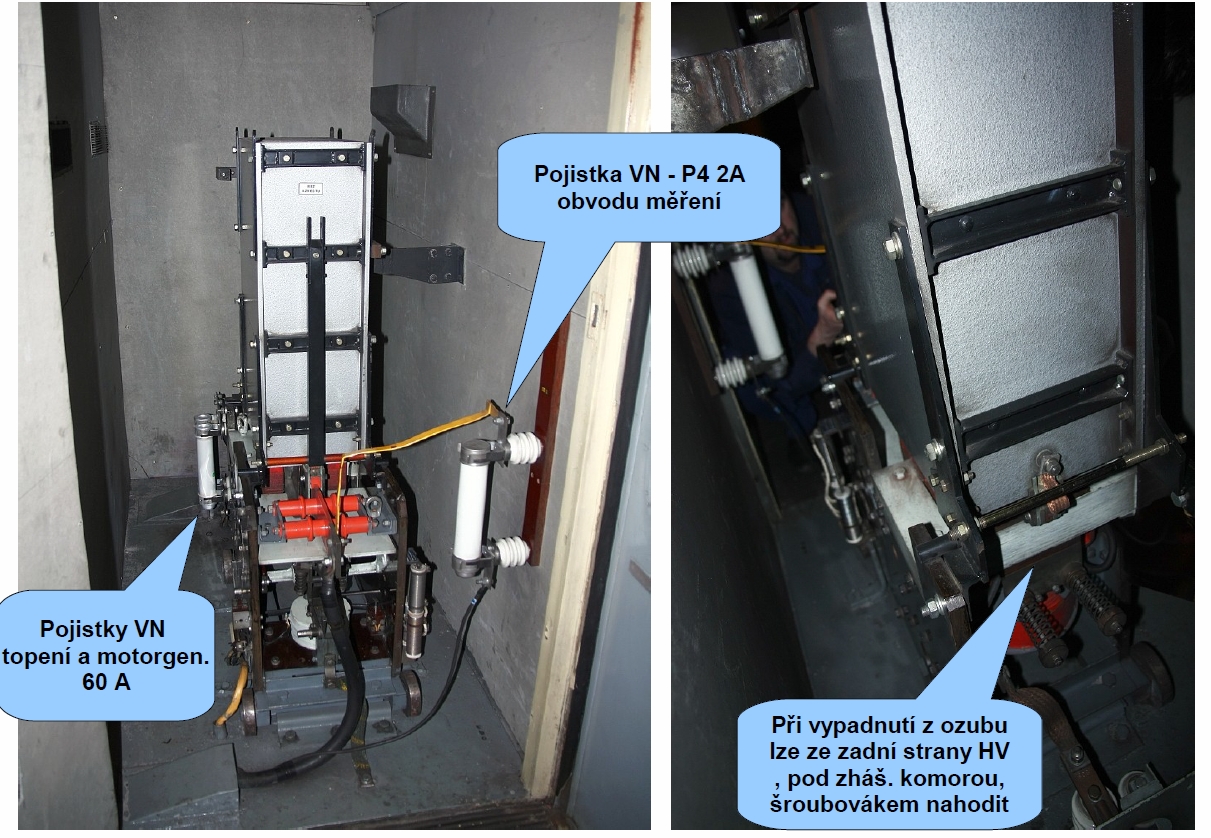 Pojistka VN - P4 2A
obvodu měření
Pojistky VN
topení a motorgen.
60 A
Při vypadnutí z ozubu
lze ze zadní strany HV
, pod zháš. komorou,
šroubovákem nahodit